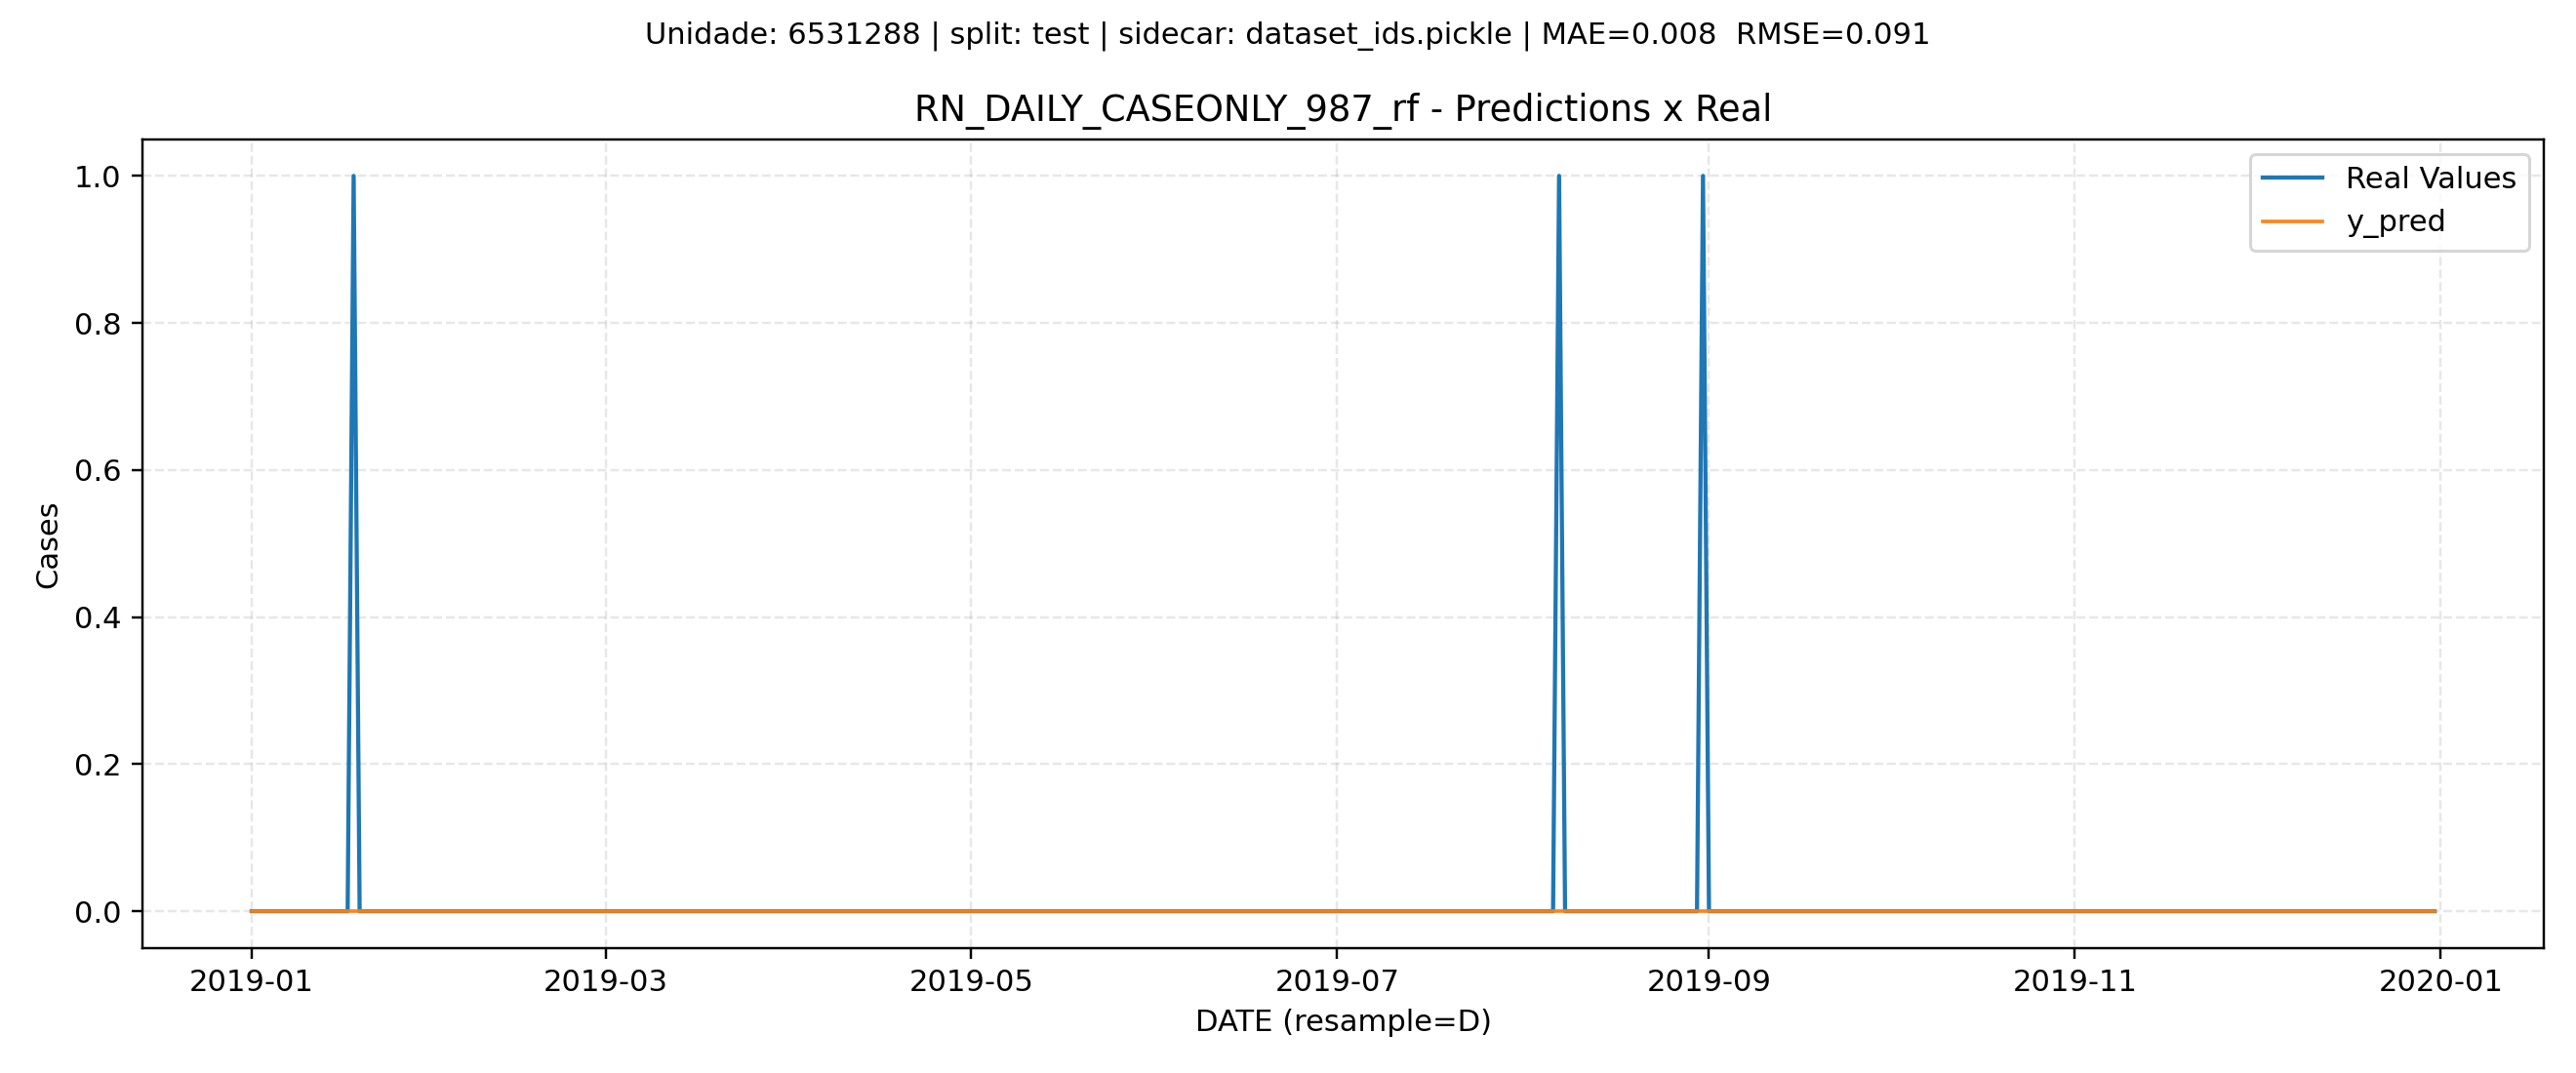 Unidade: 6531288 | split: test | sidecar: dataset_ids.pickle | MAE=0.008  RMSE=0.091
RN_DAILY_CASEONLY_987_rf - Predictions x Real
Real Values
y_pred
1.0
0.8
0.6
0.4
0.2
0.0
Cases
2019-01
2019-03
2019-05
2019-07
2019-09
2019-11
2020-01
DATE (resample=D)